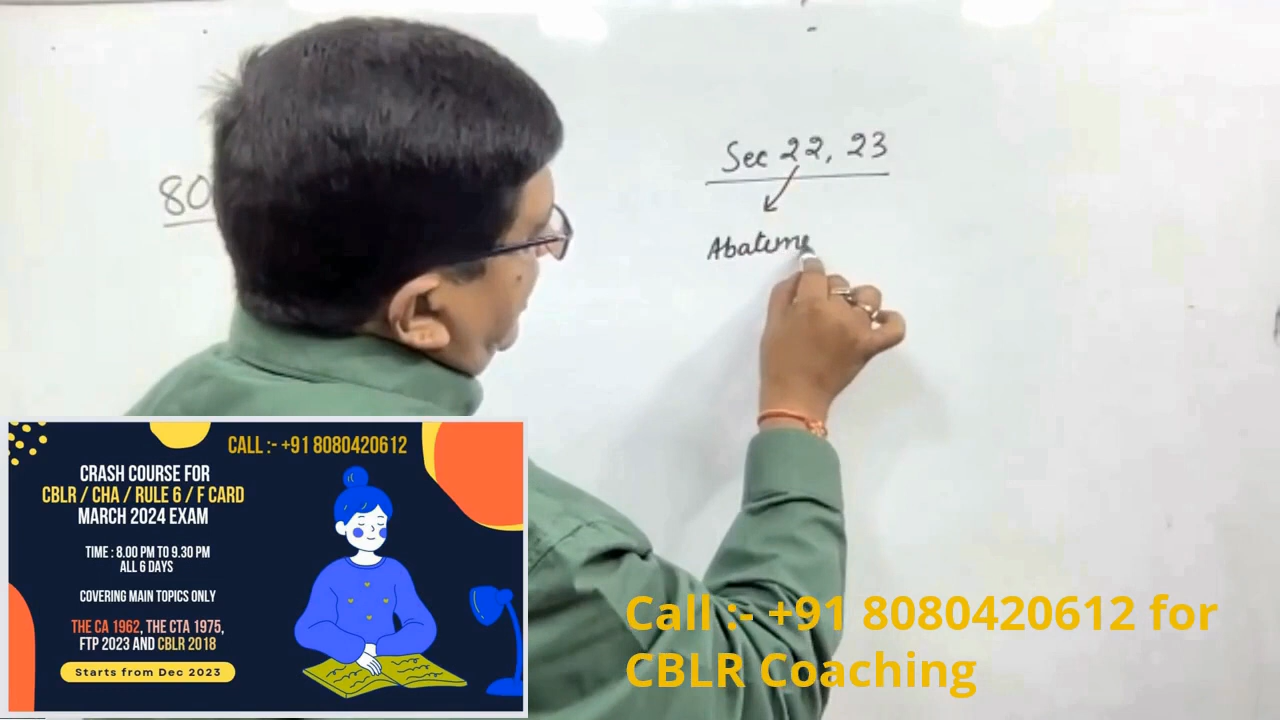 80
Sec 22, 23
Abateme
CALL :- +91 8080420612
CRASH COURSE FOR
CBLR / CHA / RULE 6 / F CARD
MARCH 2024 EXAM
TIME : 8.00 PM TO 9.30 PM
ALL 6 DAYS
COVERING MAIN TOPICS ONLY
THE CA 1962, THE CTA 1975,
FTP 2023 AND CBLR 2018
Starts from Dec 2023
Call :- +91 8080420612 for
CBLR Coaching